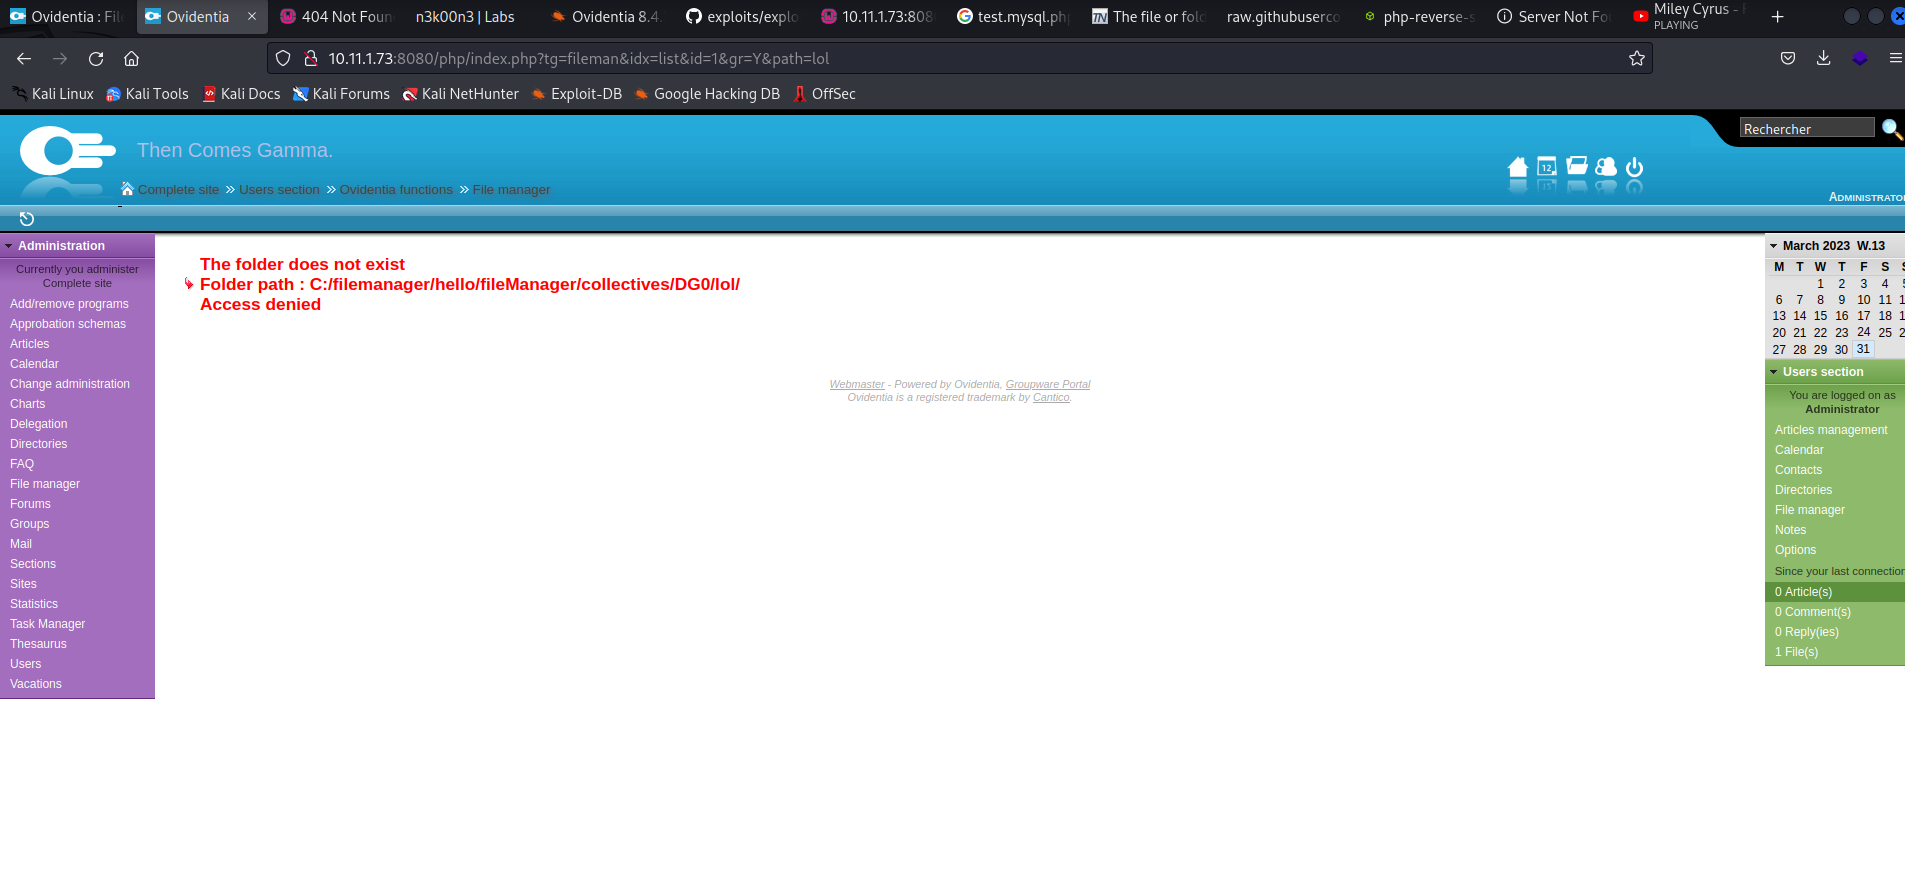 Ovidentia : Fil
Ovidentia
404 Not Foun
n3k00n3 | Labs
Ovidentia 8.4.
exploits/explo
10.11.1.73:808
test.mysql.php
The file or fold
raw.githubuserco
php-reverse-s
Server Not Fo
Miley Cyrus -
PLAYING
10.11.1.73:8080/php/index.php?tg=fileman&idx=list&id=1&gr=Y&path=lol
Kali Linux
Kali Tools
Kali Docs
Kali Forums
Kali NetHunter
Exploit-DB
Google Hacking DB
OffSec
Rechercher
Then Comes Gamma.
12
Complete site » Users section » Ovidentia functions » File manager
ADMINISTRATO
Administration
Currently you administer
Complete site
Add/remove programs
Approbation schemas
Articles
Calendar
Change administration
Charts
Delegation
Directories
FAQ
File manager
Forums
Groups
Mail
Sections
Sites
Statistics
Task Manager
Thesaurus
Users
Vacations
The folder does not exist
Folder path : C:/filemanager/hello/fileManager/collectives/DG0/lol/
Access denied
Webmaster - Powered by Ovidentia, Groupware Portal
Ovidentia is a registered trademark by Cantico.
March 2023 W.13
M T W T F S S
1 2 3 4 5
6 7 8 9 10 11 1
13 14 15 16 17 18 1
20 21 22 23 24 25 2
27 28 29 30 31
Users section
You are logged on as
Administrator
Articles management
Calendar
Contacts
Directories
File manager
Notes
Options
Since your last connection
0 Article(s)
0 Comment(s)
0 Reply(ies)
1 File(s)